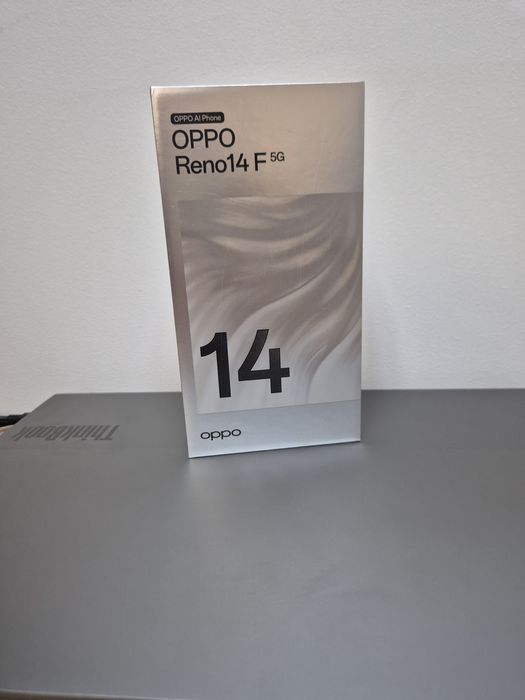 OPPO AI Phone
OPPO
Reno14 F 5G
14
oppo
ThinkBook